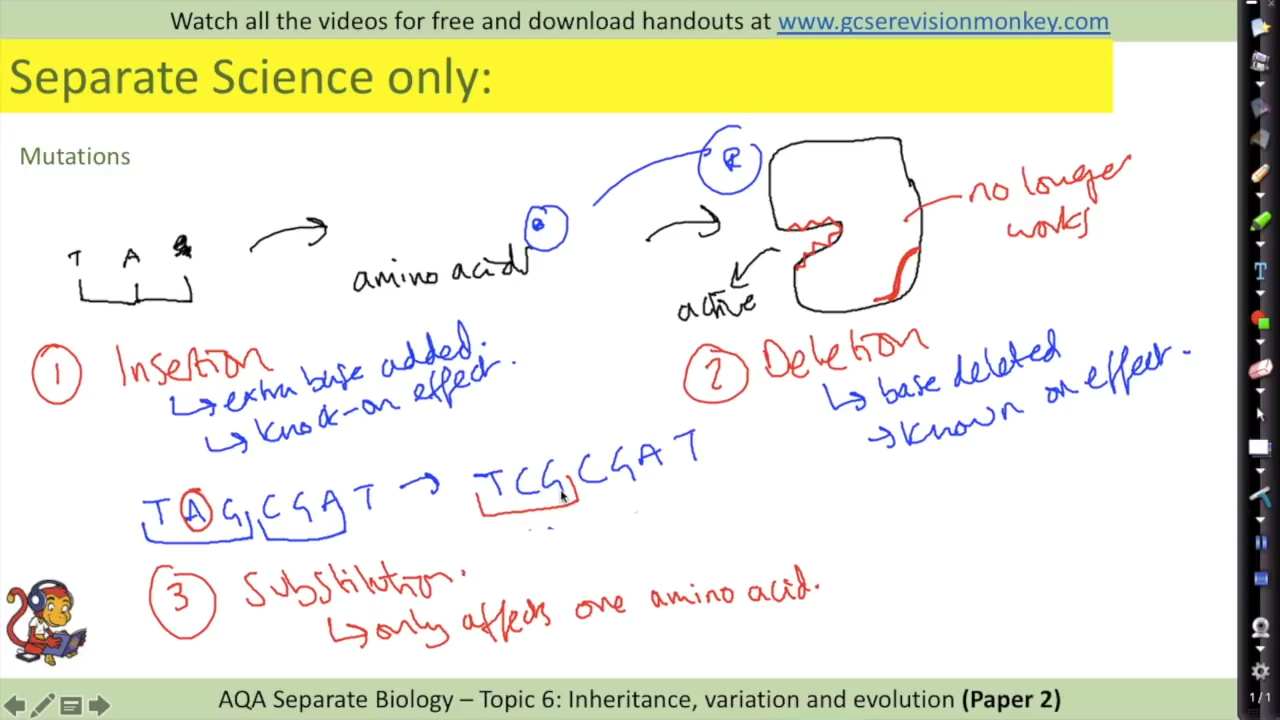 Watch all the videos for free and download handouts at www.gcserevisionmonkey.com
Separate Science only:
Mutations
T A
amino acid
active
no longer
works
1 Insertion
↳ extra base added.
↳ knock-on effect.
2 Deletion
↳ base deleted
→ known on effect.
T A G C G A T → T C G C G A T
3 Substitution.
↳ only affects one amino acid.
AQA Separate Biology – Topic 6: Inheritance, variation and evolution (Paper 2)
1/1